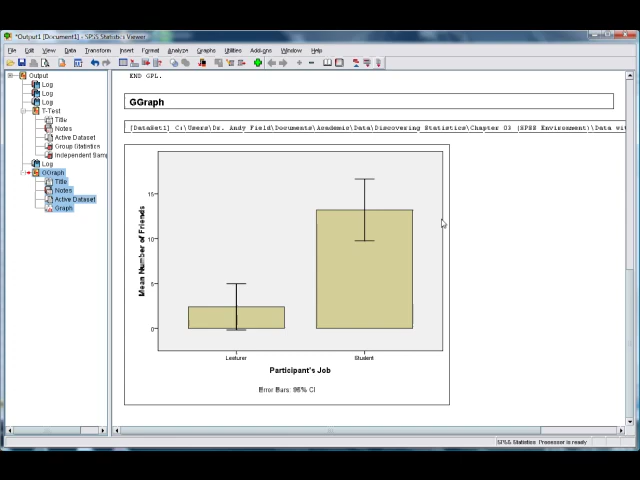 *Output1 [Document1] - SPSS Statistics Viewer
File Edit View Data Transform Insert Format Analyze Graphs Utilities Add-ons Window Help
Output
Log
Log
Log
T-Test
Title
Notes
Active Dataset
Group Statistics
Independent Samp
Log
GGraph
Title
Notes
Active Dataset
Graph
END GPL.
GGraph
[DataSet1] C:\Users\Dr. Andy Field\Documents\Academic\Data\Discovering Statistics\Chapter 03 (SPSS Environment)\Data wit
Mean Number of Friends
15
10
5
0
Lecturer Student
Participant's Job
Error Bars: 95% CI
SPSS Statistics Processor is ready